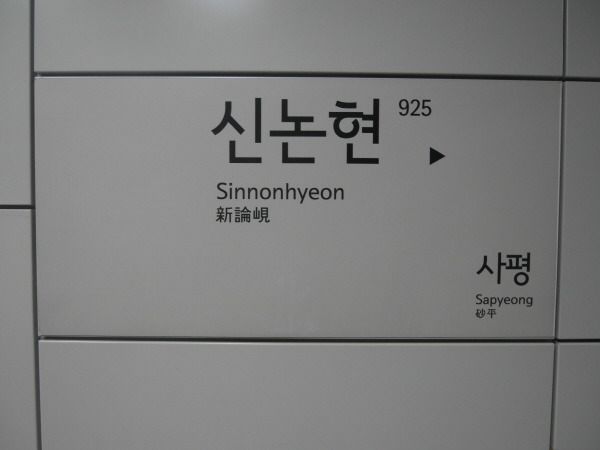 신논현 925
▶
Sinnonhyeon
新論峴
사평
Sapyeong
砂平